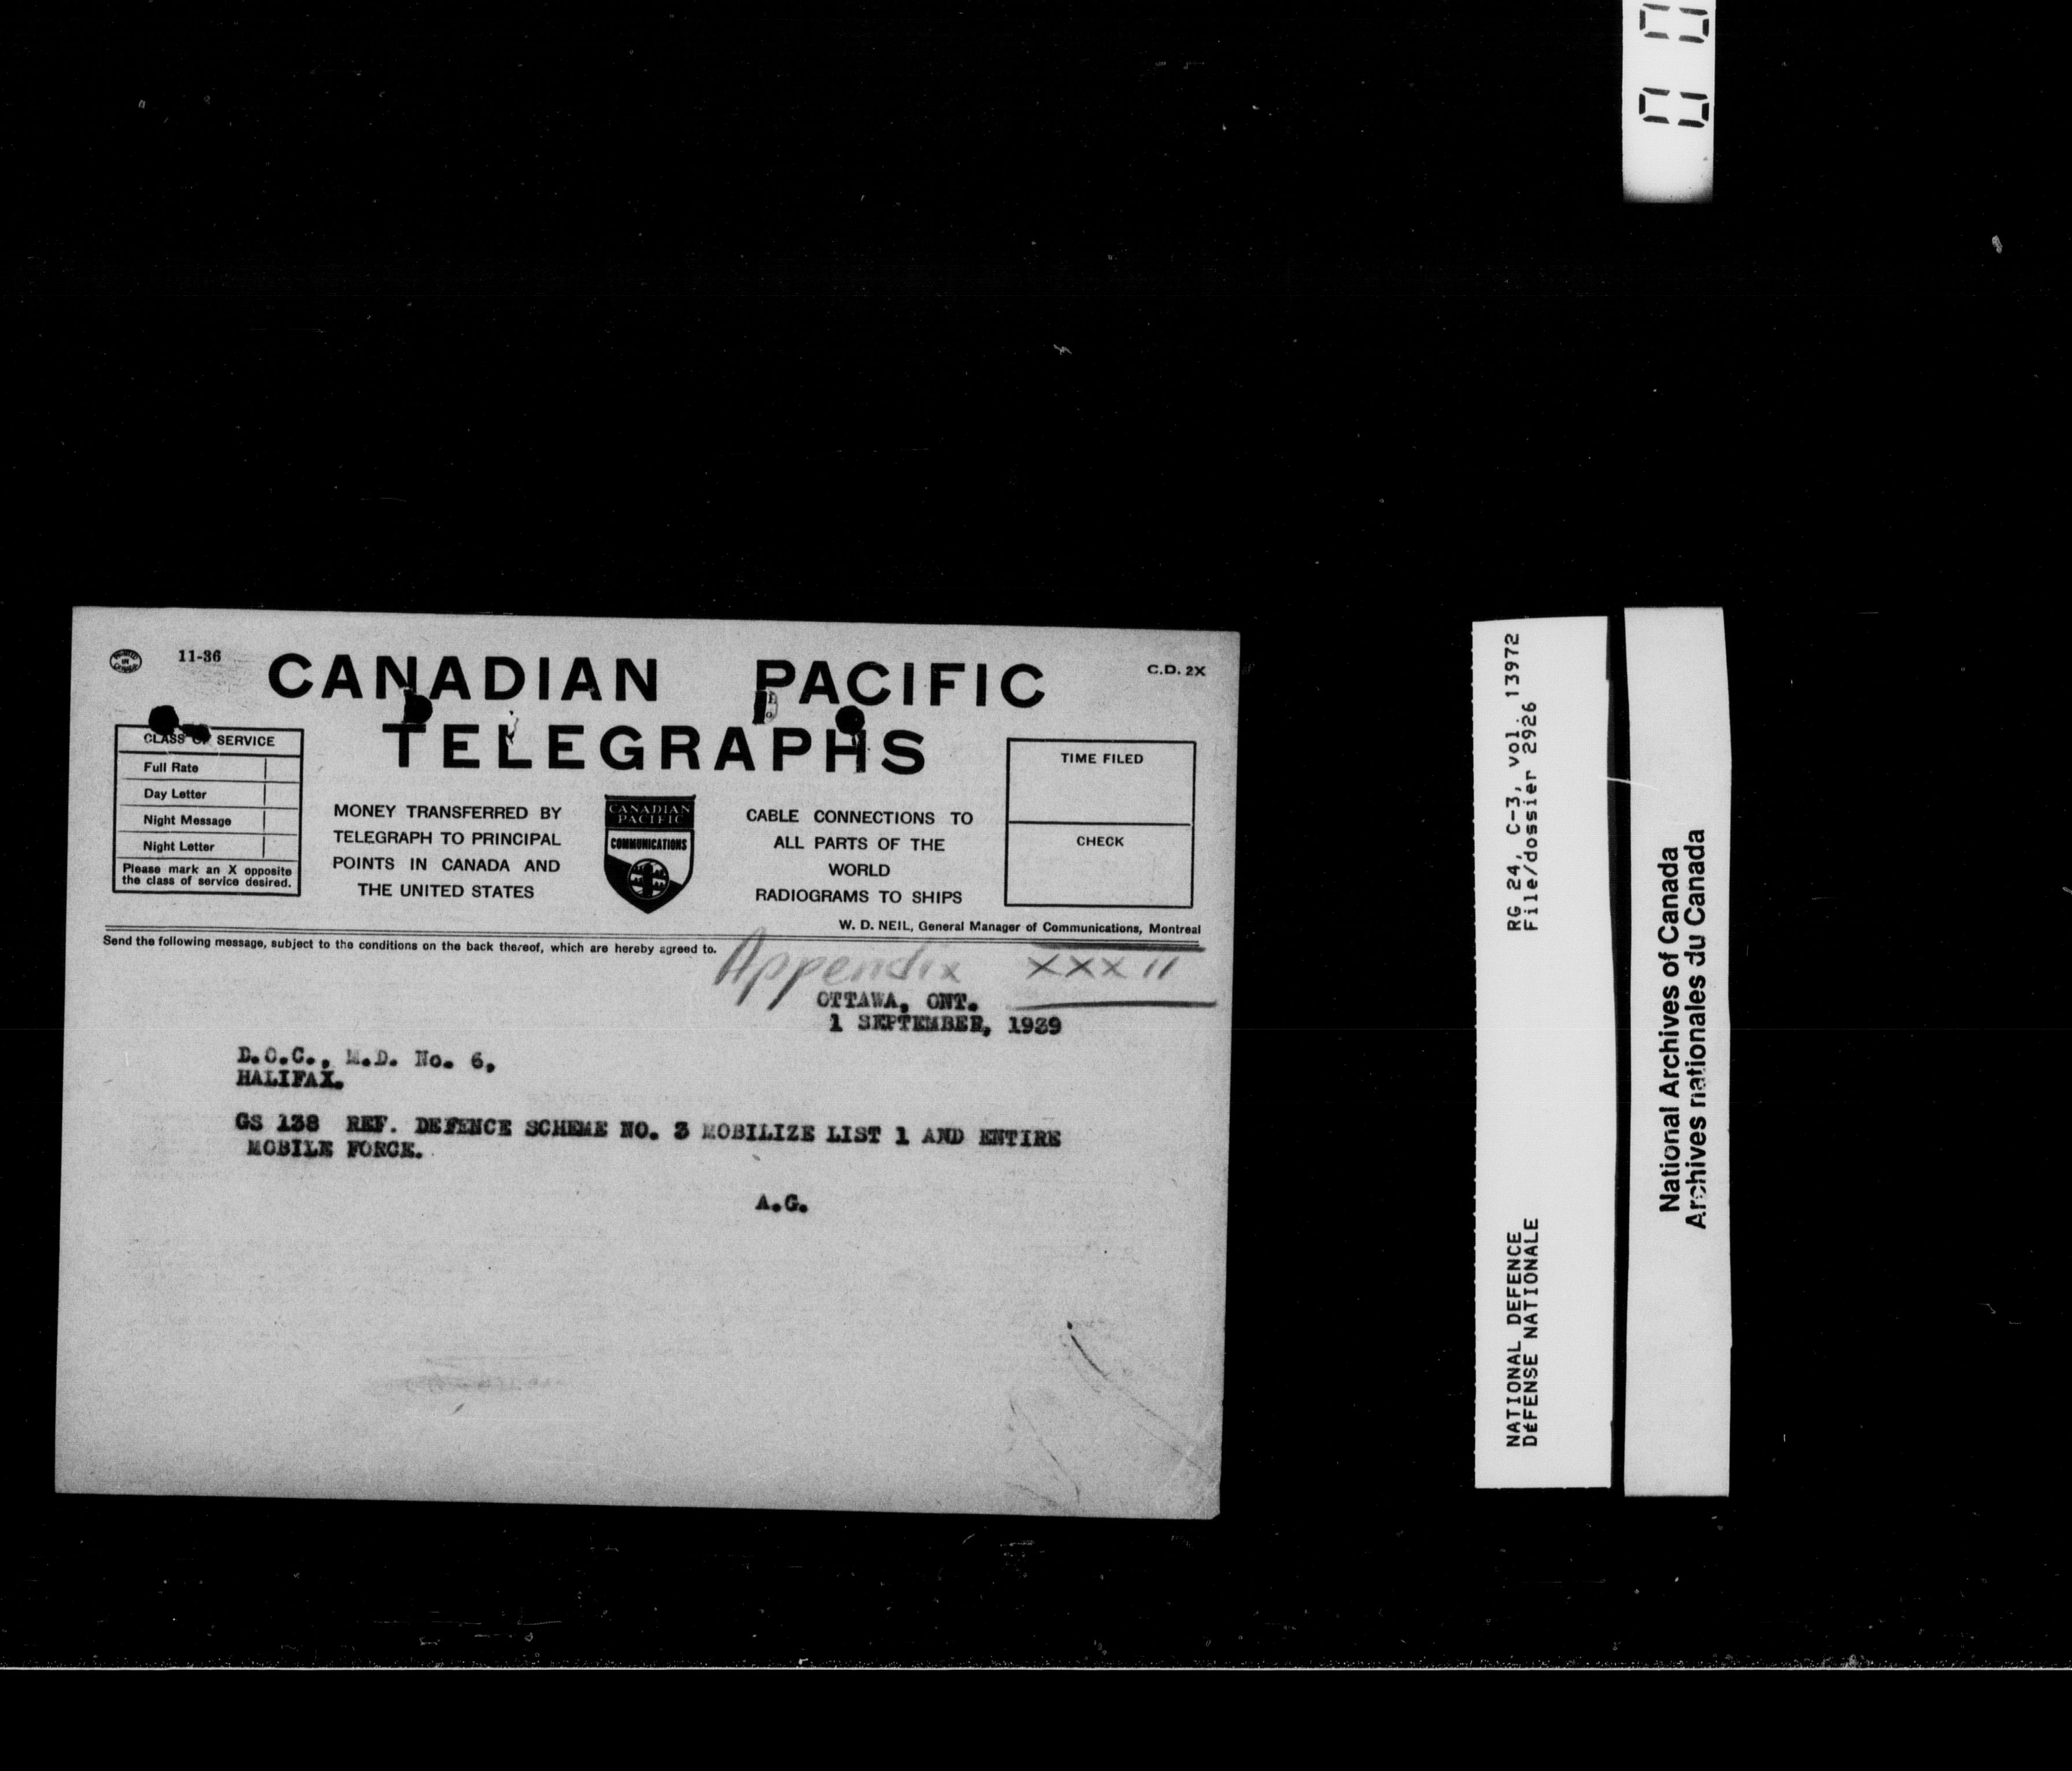 11-36
CANADIAN PACIFIC
TELEGRAPHS
C.D. 2X
CLASS OF SERVICE
Full Rate
Day Letter
Night Message
Night Letter
Please mark an X opposite
the class of service desired.
MONEY TRANSFERRED BY
TELEGRAPH TO PRINCIPAL
POINTS IN CANADA AND
THE UNITED STATES
CANADIAN
PACIFIC
COMMUNICATIONS
CABLE CONNECTIONS TO
ALL PARTS OF THE
WORLD
RADIOGRAMS TO SHIPS
TIME FILED
CHECK
W. D. NEIL, General Manager of Communications, Montreal
Send the following message, subject to the conditions on the back thereof, which are hereby agreed to.
Appendix XXXII
OTTAWA, ONT.
1 SEPTEMBER, 1939
D.O.C., M.D. No. 6,
HALIFAX.
GS 138 REF. DEFENCE SCHEME NO. 3 MOBILIZE LIST 1 AND ENTIRE
MOBILE FORCE.
A.G.
NATIONAL DEFENCE RG 24, C-3, vol. 13972
DéFENSE NATIONALE File/dossier 2926
National Archives of Canada
Archives nationales du Canada